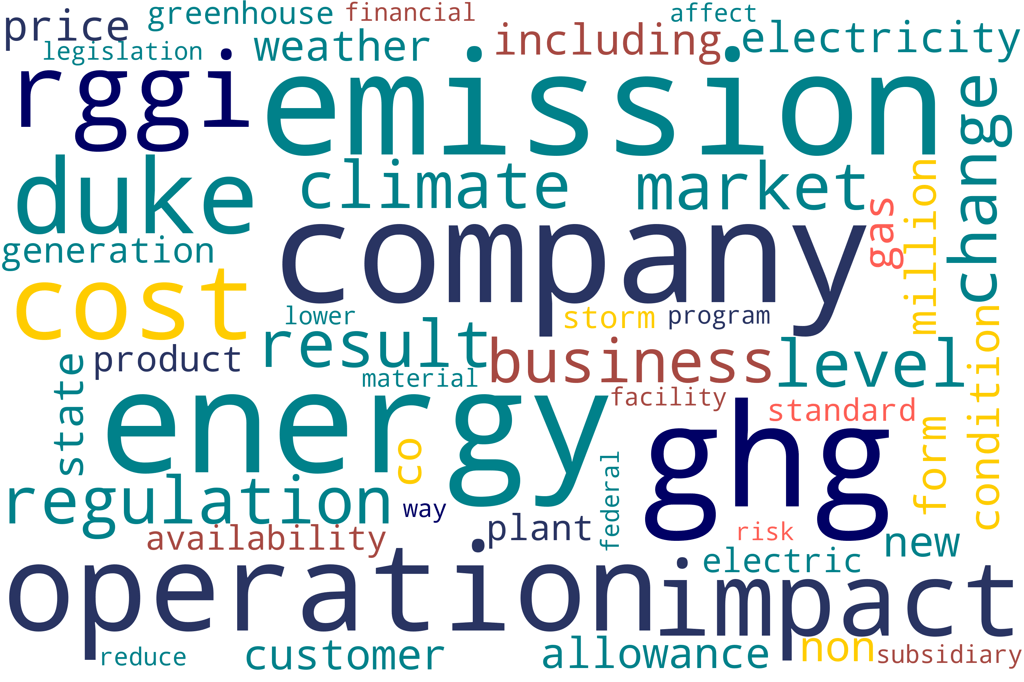 price
greenhouse
financial
affect
legislation
weather
including
electricity
rggi
emission
change
duke
climate
market
million
gas
generation
company
cost
lower
storm
program
condition
product
result
business
level
state
material
facility
standard
energy
co
ghg
form
regulation
way
federal
plant
risk
new
availability
electric
operation
impact
reduce
customer
allowance
non
subsidiary